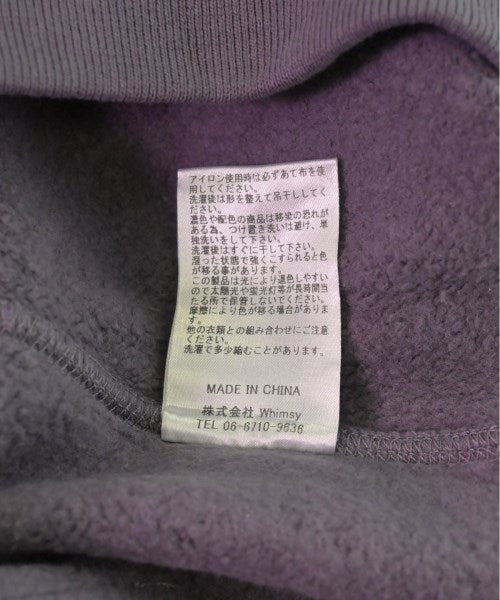 アイロン使用時は必ずあて布を使
用してください。
洗濯後は形を整えて吊干ししてく
ださい。
濃色や配色の商品は移染の恐れが
ある為、つけ置き洗いは避け、単
独洗いをして下さい。
洗濯後はすぐに干して下さい。
湿った状態で強くこすられると色
が移る事があります。
この製品は光により退色しやすい
ので太陽光や蛍光灯等が長時間当
たる所で保管しないでください。
摩擦により色が移る場合がありま
す。
他の衣類との組み合わせにご注意
ください。
洗濯で多少縮むことがあります。
MADE IN CHINA
株式会社 Whimsy
TEL 06-6710-9636